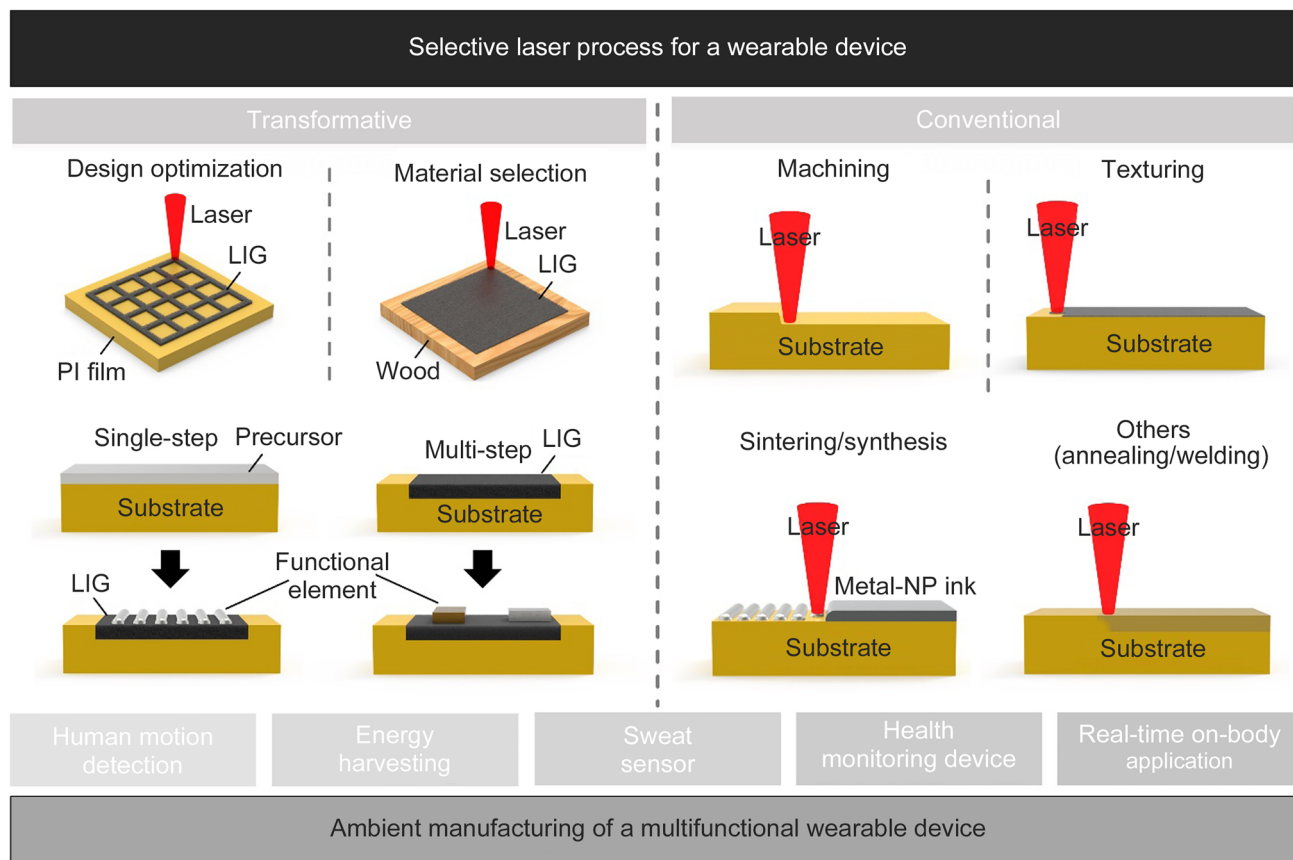 Selective laser process for a wearable device
Transformative
Conventional
Design optimization
Material selection
Laser
LIG
PI film
Laser
LIG
Wood
Machining
Texturing
Laser
Substrate
Laser
Substrate
Single-step
Precursor
Substrate
Multi-step
LIG
Substrate
Functional
element
LIG
Sintering/synthesis
Others
(annealing/welding)
Laser
Metal-NP ink
Substrate
Laser
Substrate
Human motion
detection
Energy
harvesting
Sweat
sensor
Health
monitoring device
Real-time on-body
application
Ambient manufacturing of a multifunctional wearable device